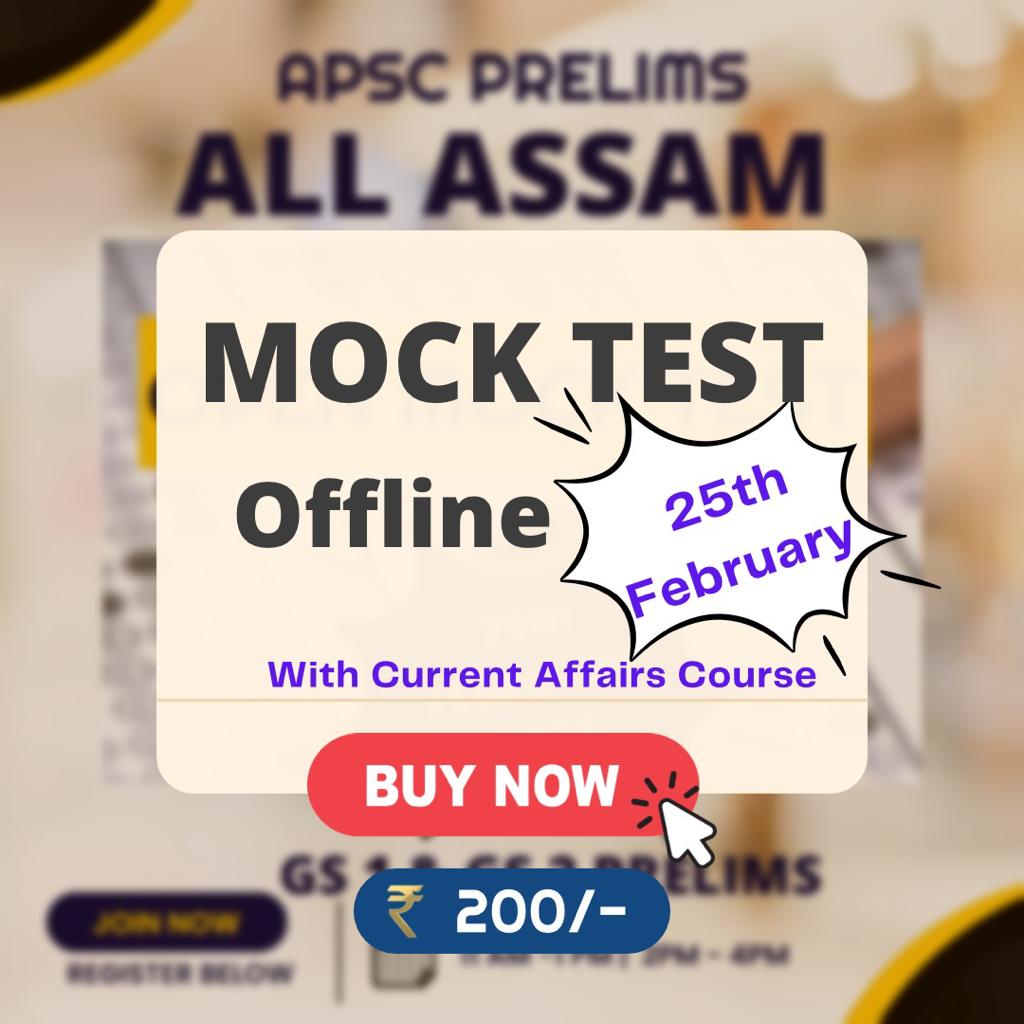 APSC PRELIMS
ALL ASSAM
MOCK TEST
Offline
25th
February
With Current Affairs Course
BUY NOW
GS 1 & GS 2 PRELIMS
₹ 200/-
JOIN NOW
REGISTER BELOW
2PM - 4PM